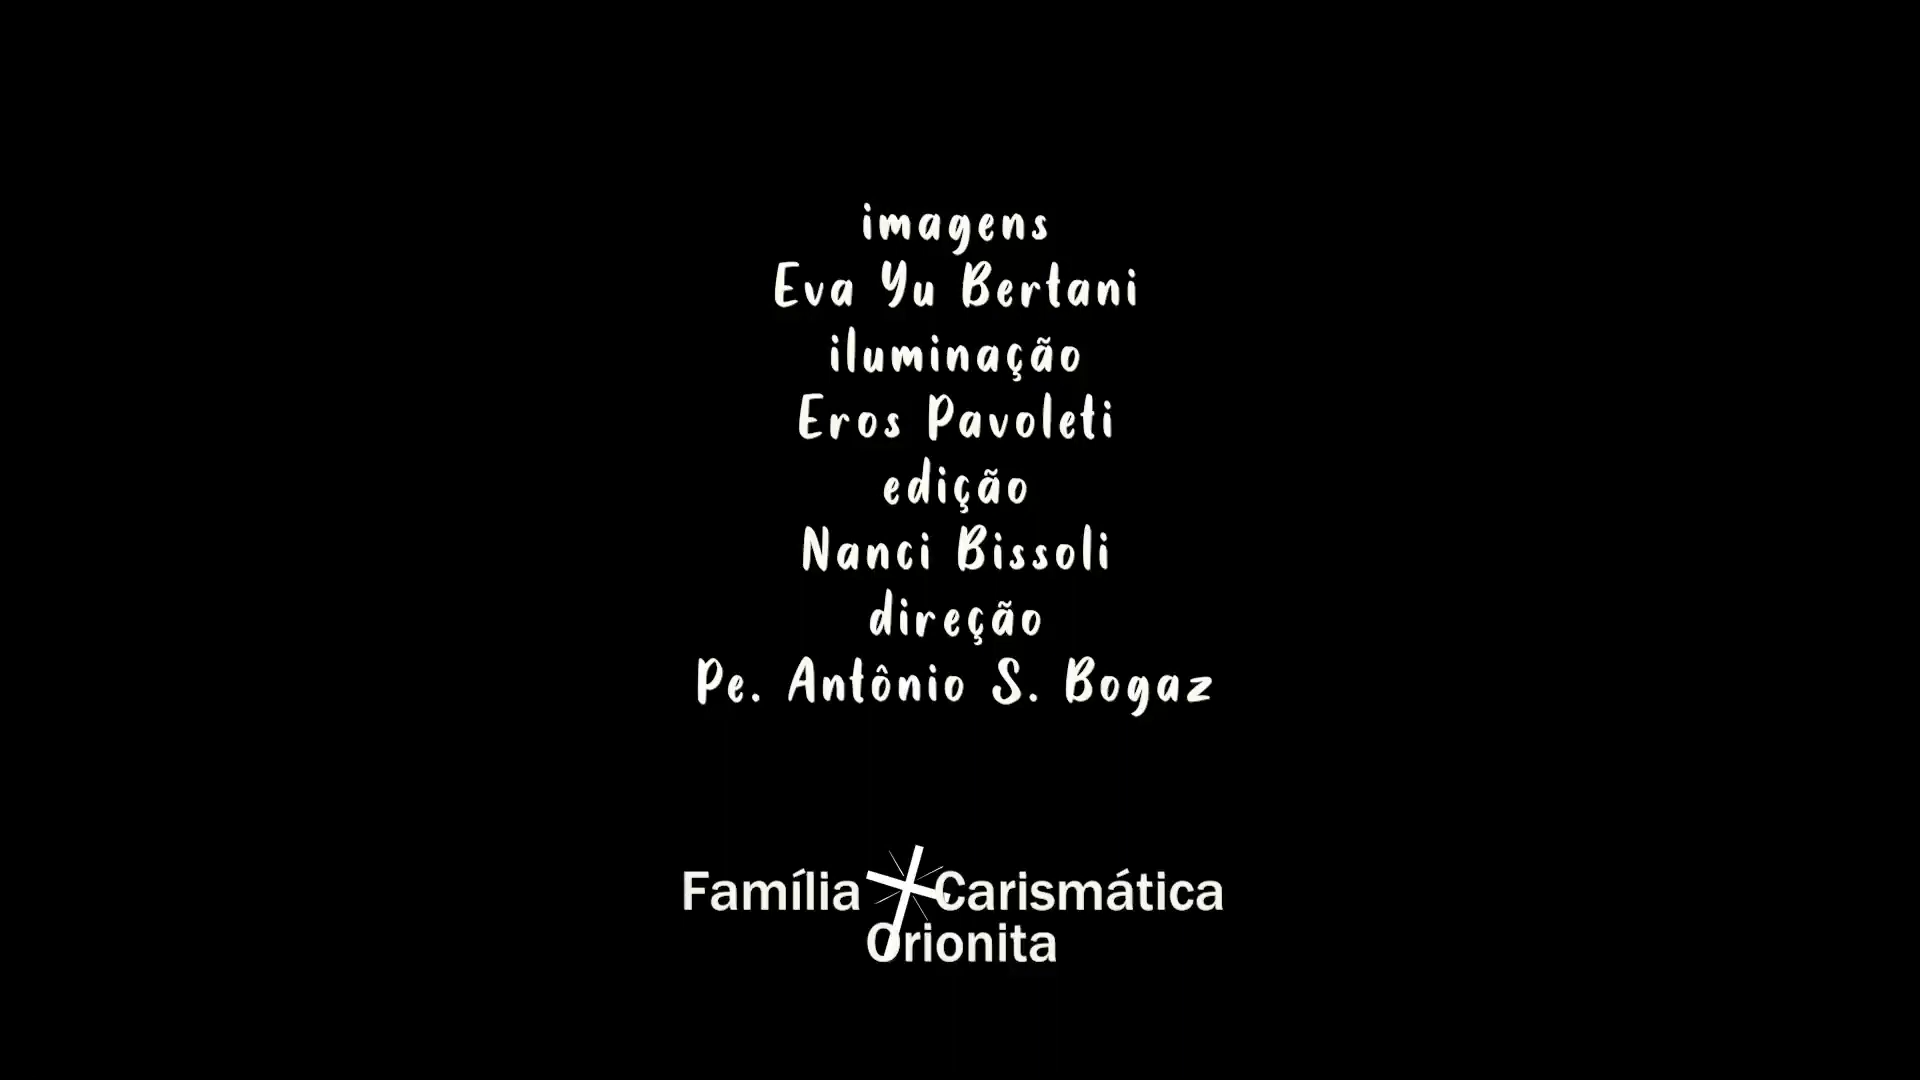 imagens
Eva Yu Bertani
iluminação
Eros Pavoleti
edição
Nanci Bissoli
direção
Pe. Antônio S. Bogaz
Família Carismática
Orionita